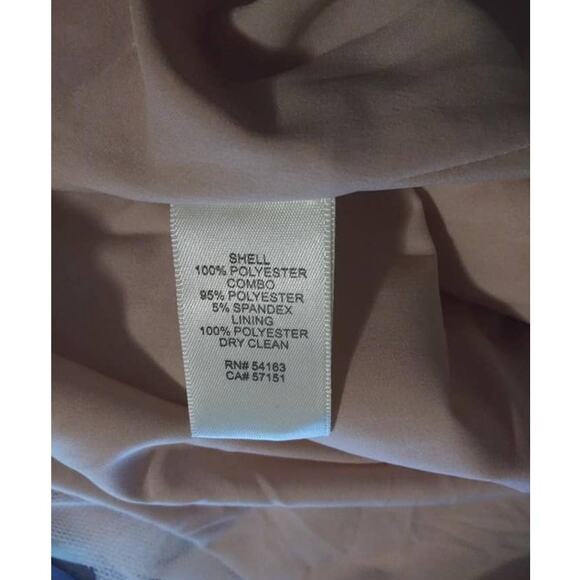 SHELL
100% POLYESTER
COMBO
95% POLYESTER
5% SPANDEX
LINING
100% POLYESTER
DRY CLEAN
RN# 54163
CA# 57151